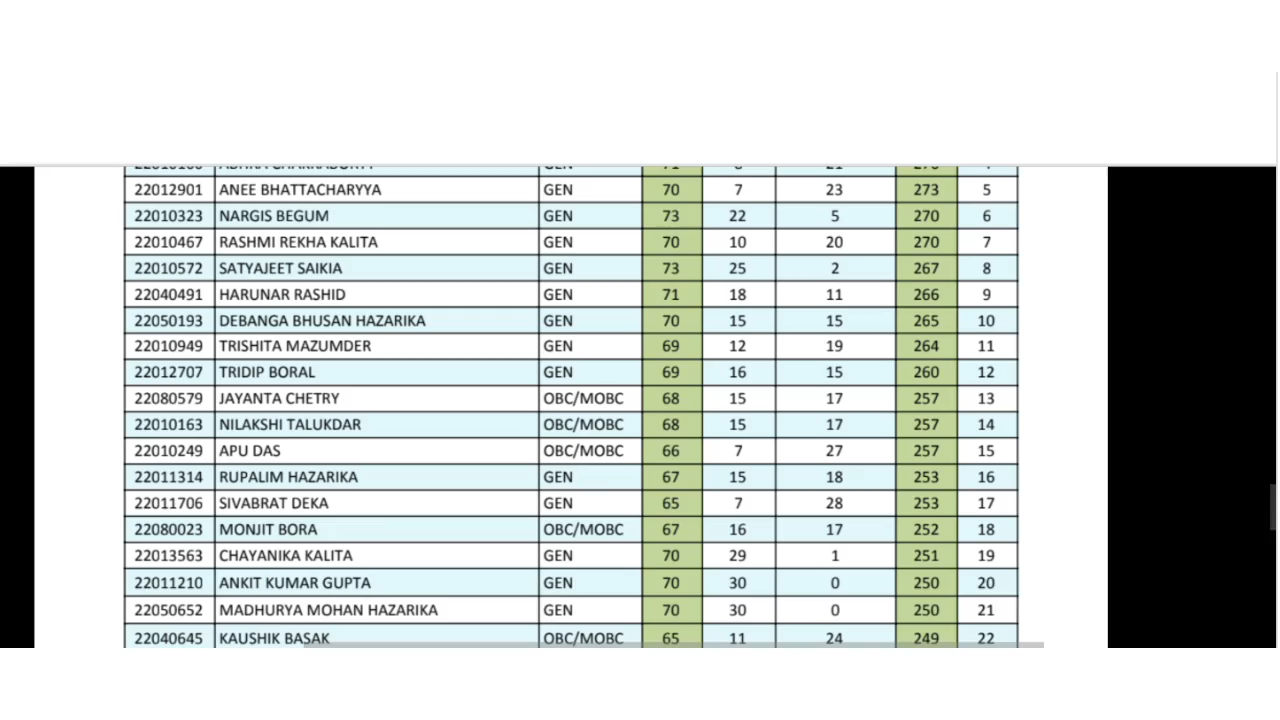 22012901 ANEE BHATTACHARYYA GEN 70 7 23 273 5
22010323 NARGIS BEGUM GEN 73 22 5 270 6
22010467 RASHMI REKHA KALITA GEN 70 10 20 270 7
22010572 SATYAJEET SAIKIA GEN 73 25 2 267 8
22040491 HARUNAR RASHID GEN 71 18 11 266 9
22050193 DEBANGA BHUSAN HAZARIKA GEN 70 15 15 265 10
22010949 TRISHITA MAZUMDER GEN 69 12 19 264 11
22012707 TRIDIP BORAL GEN 69 16 15 260 12
22080579 JAYANTA CHETRY OBC/MOBC 68 15 17 257 13
22010163 NILAKSHI TALUKDAR OBC/MOBC 68 15 17 257 14
22010249 APU DAS OBC/MOBC 66 7 27 257 15
22011314 RUPALIM HAZARIKA GEN 67 15 18 253 16
22011706 SIVABRAT DEKA GEN 65 7 28 253 17
22080023 MONJIT BORA OBC/MOBC 67 16 17 252 18
22013563 CHAYANIKA KALITA GEN 70 29 1 251 19
22011210 ANKIT KUMAR GUPTA GEN 70 30 0 250 20
22050652 MADHURYA MOHAN HAZARIKA GEN 70 30 0 250 21
22040645 KAUSHIK BASAK OBC/MOBC 65 11 24 249 22